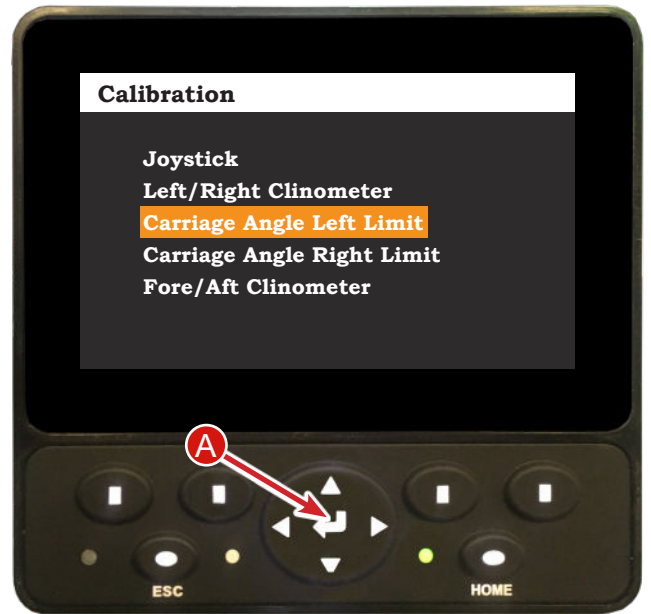 Calibration
Joystick
Left/Right Clinometer
Carriage Angle Left Limit
Carriage Angle Right Limit
Fore/Aft Clinometer
A
ESC
HOME